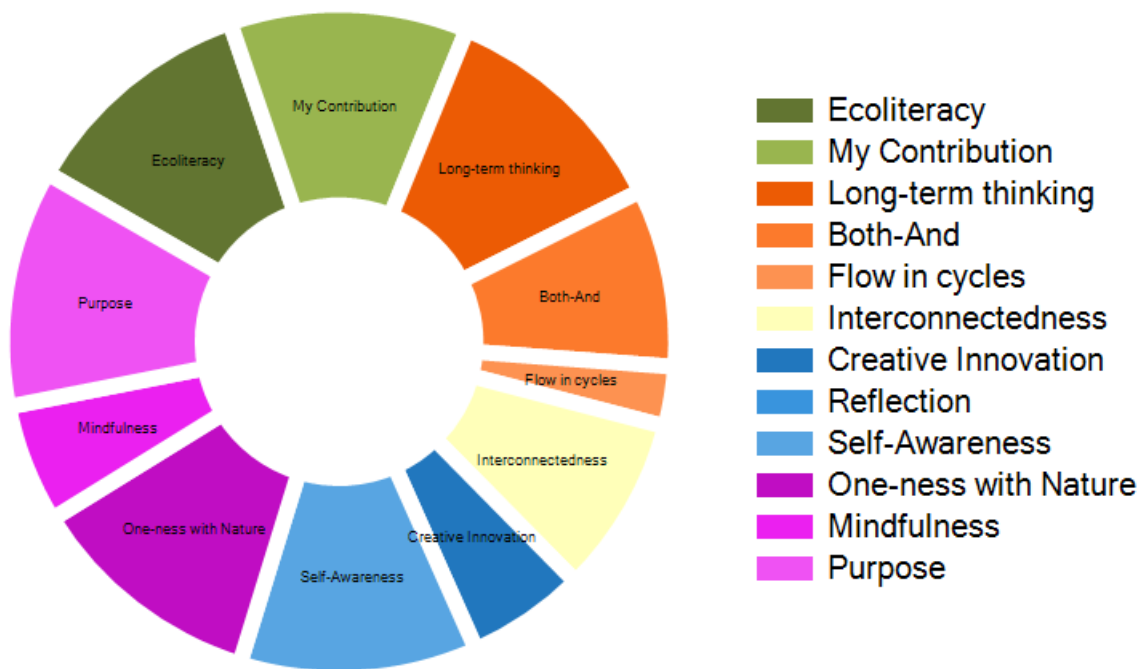 My Contribution
Ecoliteracy
Long-term thinking
Purpose
Both-And
Flow in cycles
Mindfulness
Interconnectedness
One-ness with Nature
Creative Innovation
Self-Awareness
Ecoliteracy
My Contribution
Long-term thinking
Both-And
Flow in cycles
Interconnectedness
Creative Innovation
Reflection
Self-Awareness
One-ness with Nature
Mindfulness
Purpose